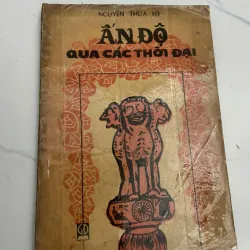 NGUYỄN THỪA HỶ
ẤN ĐỘ
QUA CÁC THỜI ĐẠI